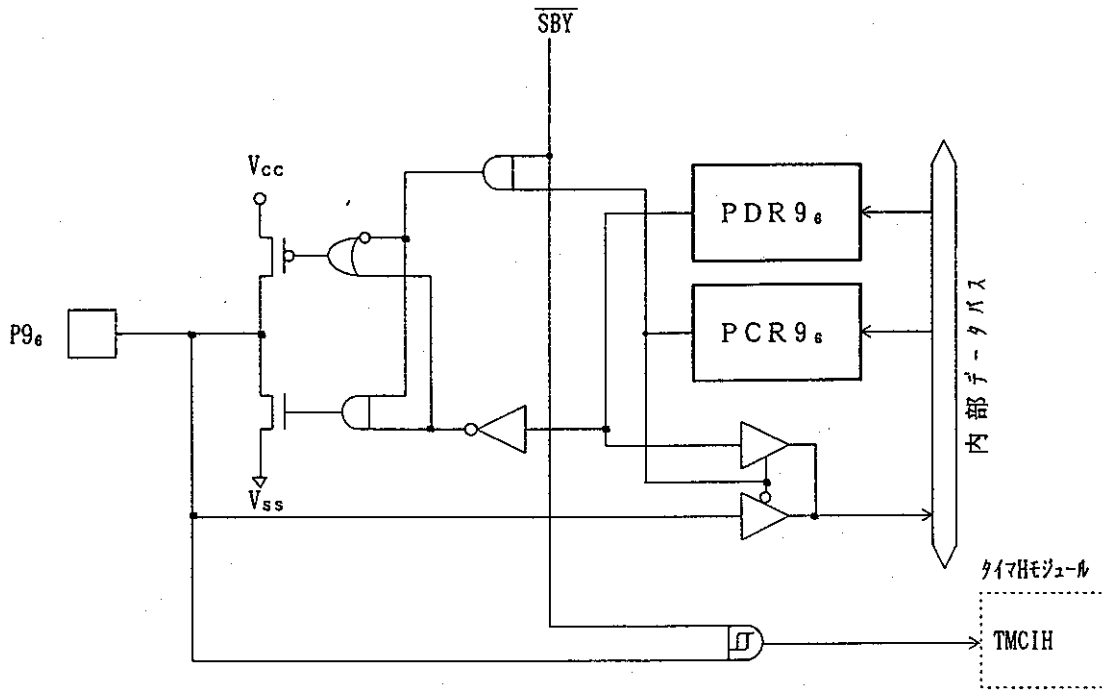 SBY
Vcc
PDR9₆
PCR9₆
P9₆
内部データバス
Vss
タイマHモジュール
TMCIH